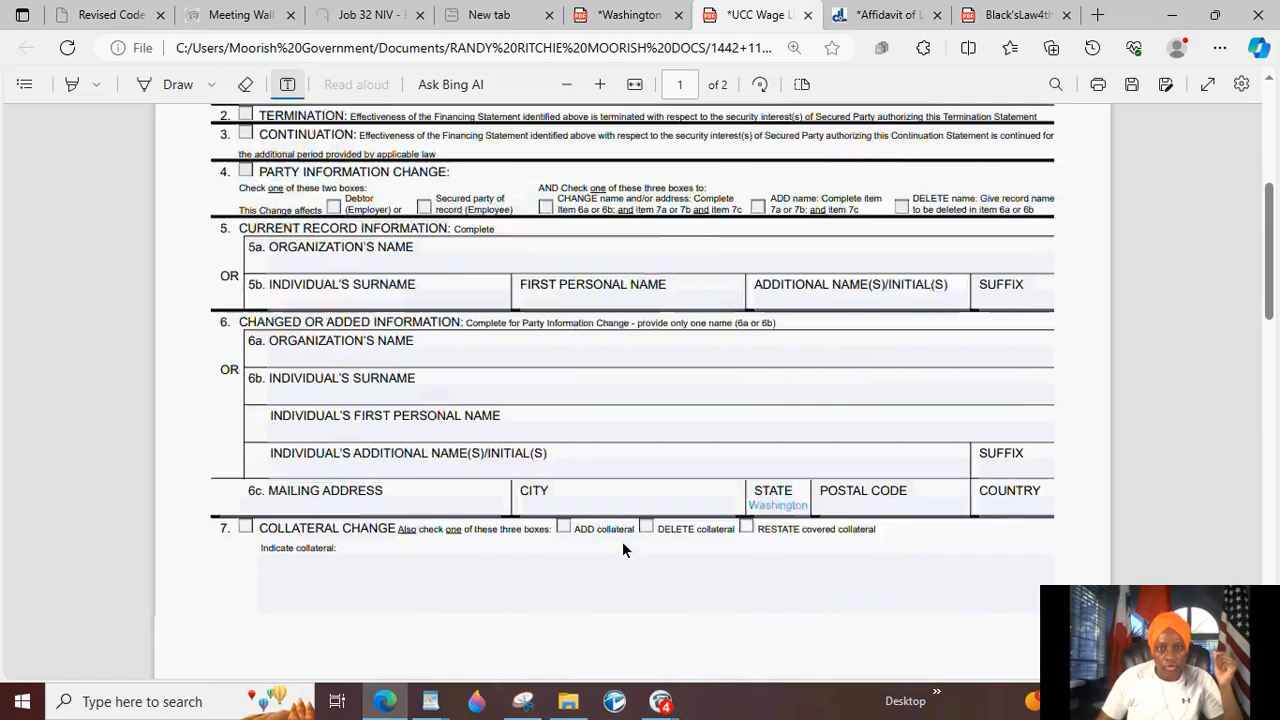 Revised Code
Meeting Wall
Job 32 NIV - E
New tab
*Washington
*UCC Wage Li
*Affidavit of L
Black'sLaw4th
File
C:/Users/Moorish%20Government/Documents/RANDY%20RITCHIE%20MOORISH%20DOCS/1442+11...
Draw
Read aloud
Ask Bing AI
1 of 2
2. TERMINATION: Effectiveness of the Financing Statement identified above is terminated with respect to the security interest(s) of Secured Party authorizing this Termination Statement
3. CONTINUATION: Effectiveness of the Financing Statement identified above with respect to the security interest(s) of Secured Party authorizing this Continuation Statement is continued for
the additional period provided by applicable law
4. PARTY INFORMATION CHANGE:
Check one of these two boxes:
AND Check one of these three boxes to:
This Change affects
Debtor
(Employer) or
Secured party of
record (Employee)
CHANGE name and/or address: Complete
Item 6a or 6b; and item 7a or 7b and item 7c
ADD name: Complete item
7a or 7b; and item 7c
DELETE name: Give record name
to be deleted in item 6a or 6b
5. CURRENT RECORD INFORMATION: Complete
5a. ORGANIZATION'S NAME
OR
5b. INDIVIDUAL'S SURNAME
FIRST PERSONAL NAME
ADDITIONAL NAME(S)/INITIAL(S)
SUFFIX
6. CHANGED OR ADDED INFORMATION: Complete for Party Information Change - provide only one name (6a or 6b)
6a. ORGANIZATION'S NAME
OR
6b. INDIVIDUAL'S SURNAME
INDIVIDUAL'S FIRST PERSONAL NAME
INDIVIDUAL'S ADDITIONAL NAME(S)/INITIAL(S)
SUFFIX
6c. MAILING ADDRESS
CITY
STATE
Washington
POSTAL CODE
COUNTRY
7. COLLATERAL CHANGE Also check one of these three boxes: ADD collateral DELETE collateral RESTATE covered collateral
Indicate collateral:
Type here to search
4
Desktop